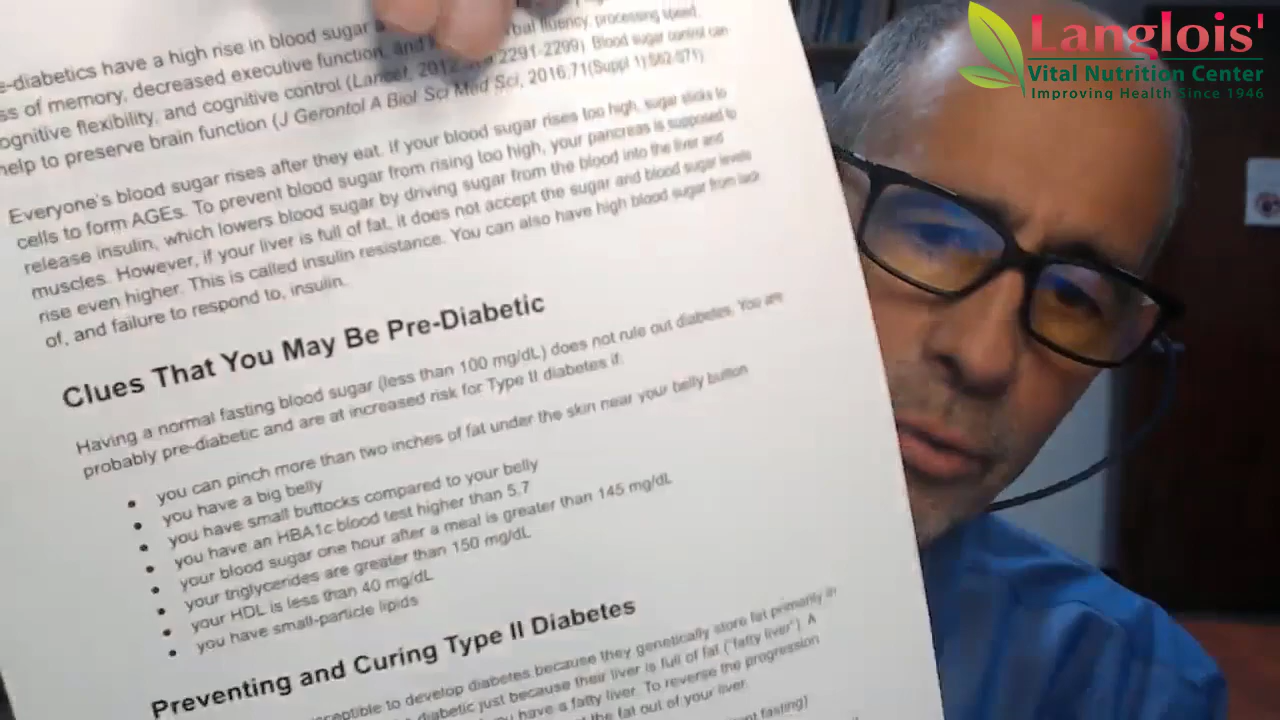 Langlois'
Vital Nutrition Center
Improving Health Since 1946
e-diabetics have a high rise in blood sugar a rbal fluency, processing speed,
ss of memory, decreased executive function, and 2291-2299). Blood sugar control can
ognitive flexibility, and cognitive control (Lancet, 2012
help to preserve brain function (J Gerontol A Biol Sci Med Sci, 2016;71(Suppl 1):S62-S71).
Everyone's blood sugar rises after they eat. If your blood sugar rises too high, sugar sticks to
cells to form AGEs. To prevent blood sugar from rising too high, your pancreas is supposed to
release insulin, which lowers blood sugar by driving sugar from the blood into the liver and
muscles. However, if your liver is full of fat, it does not accept the sugar and blood sugar levels
rise even higher. This is called insulin resistance. You can also have high blood sugar from lack
of, and failure to respond to, insulin.
Clues That You May Be Pre-Diabetic
Having a normal fasting blood sugar (less than 100 mg/dL) does not rule out diabetes. You are
probably pre-diabetic and are at increased risk for Type II diabetes if:
• you can pinch more than two inches of fat under the skin near your belly button
• you have a big belly
• you have small buttocks compared to your belly
• you have an HBA1c blood test higher than 5.7
• your blood sugar one hour after a meal is greater than 145 mg/dL
• your triglycerides are greater than 150 mg/dL
• your HDL is less than 40 mg/dL
• you have small-particle lipids
Preventing and Curing Type II Diabetes
sceptible to develop diabetes because they genetically store fat primarily in
diabetic just because their liver is full of fat ("fatty liver"). A
u have a fatty liver. To reverse the progression
the fat out of your liver.
nt fasting)